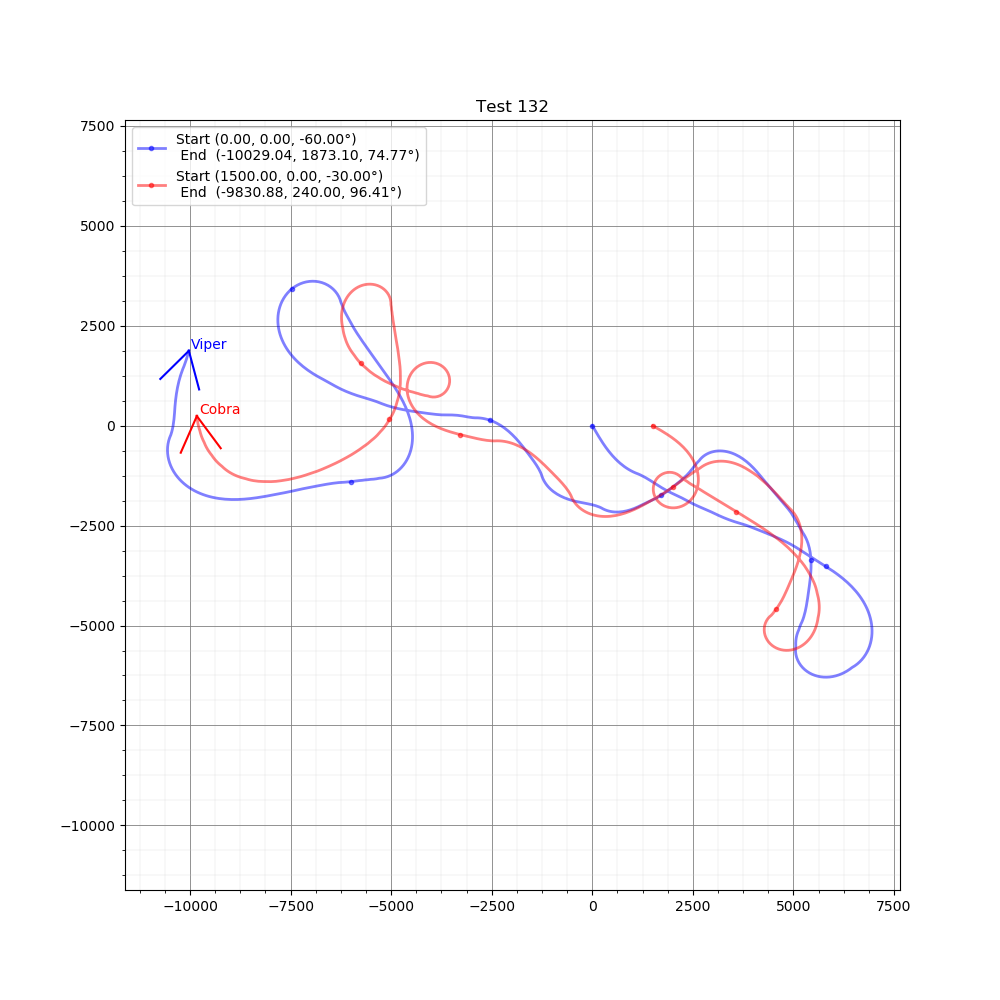 Test 132
Start (0.00, 0.00, -60.00°)
End  (-10029.04, 1873.10, 74.77°)
Start (1500.00, 0.00, -30.00°)
End  (-9830.88, 240.00, 96.41°)
7500
5000
2500
0
−2500
−5000
−7500
−10000
Viper
Cobra
−10000 −7500 −5000 −2500 0 2500 5000 7500